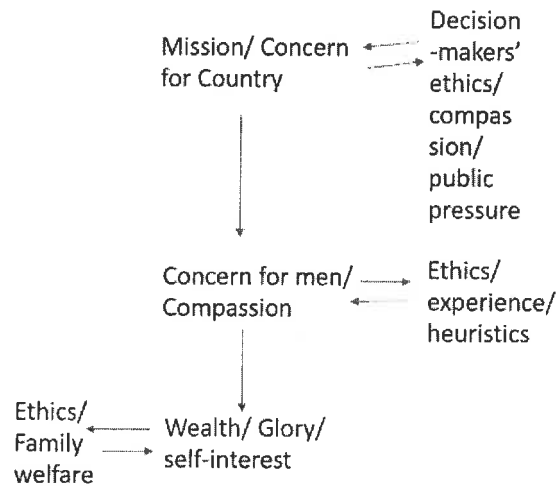 Mission/ Concern
for Country
Decision
-makers'
ethics/
compas
sion/
public
pressure
Concern for men/
Compassion
Ethics/
experience/
heuristics
Ethics/
Family
welfare
Wealth/ Glory/
self-interest